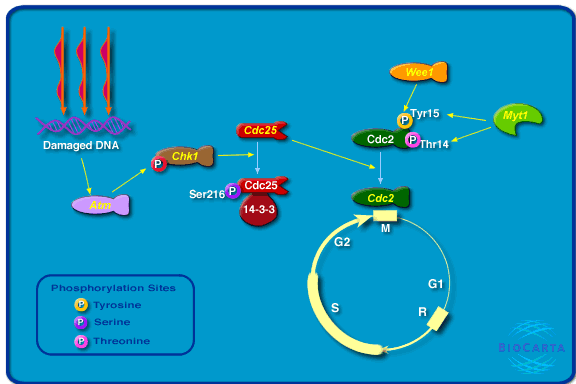 Wee1
P
Tyr15
Myt1
Damaged DNA
Cdc25
Cdc2
P
Thr14
P
Chk1
Ser216
P
Cdc25
14-3-3
Atm
Cdc2
M
G2
G1
S
R
Phosphorylation Sites
P Tyrosine
P Serine
P Threonine
BIOCARTA